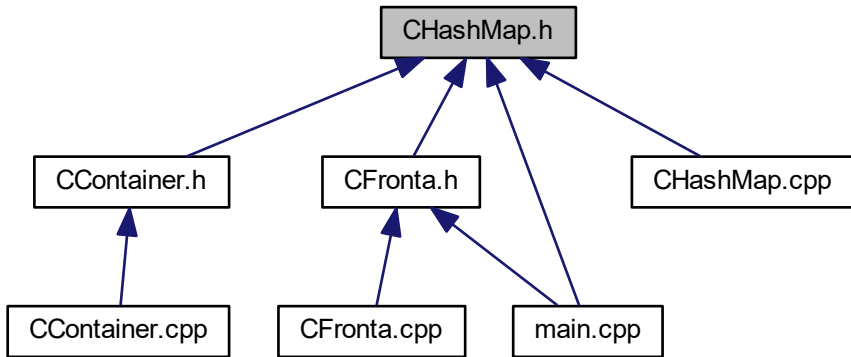 CHashMap.h
CContainer.h
CFronta.h
CHashMap.cpp
CContainer.cpp
CFronta.cpp
main.cpp